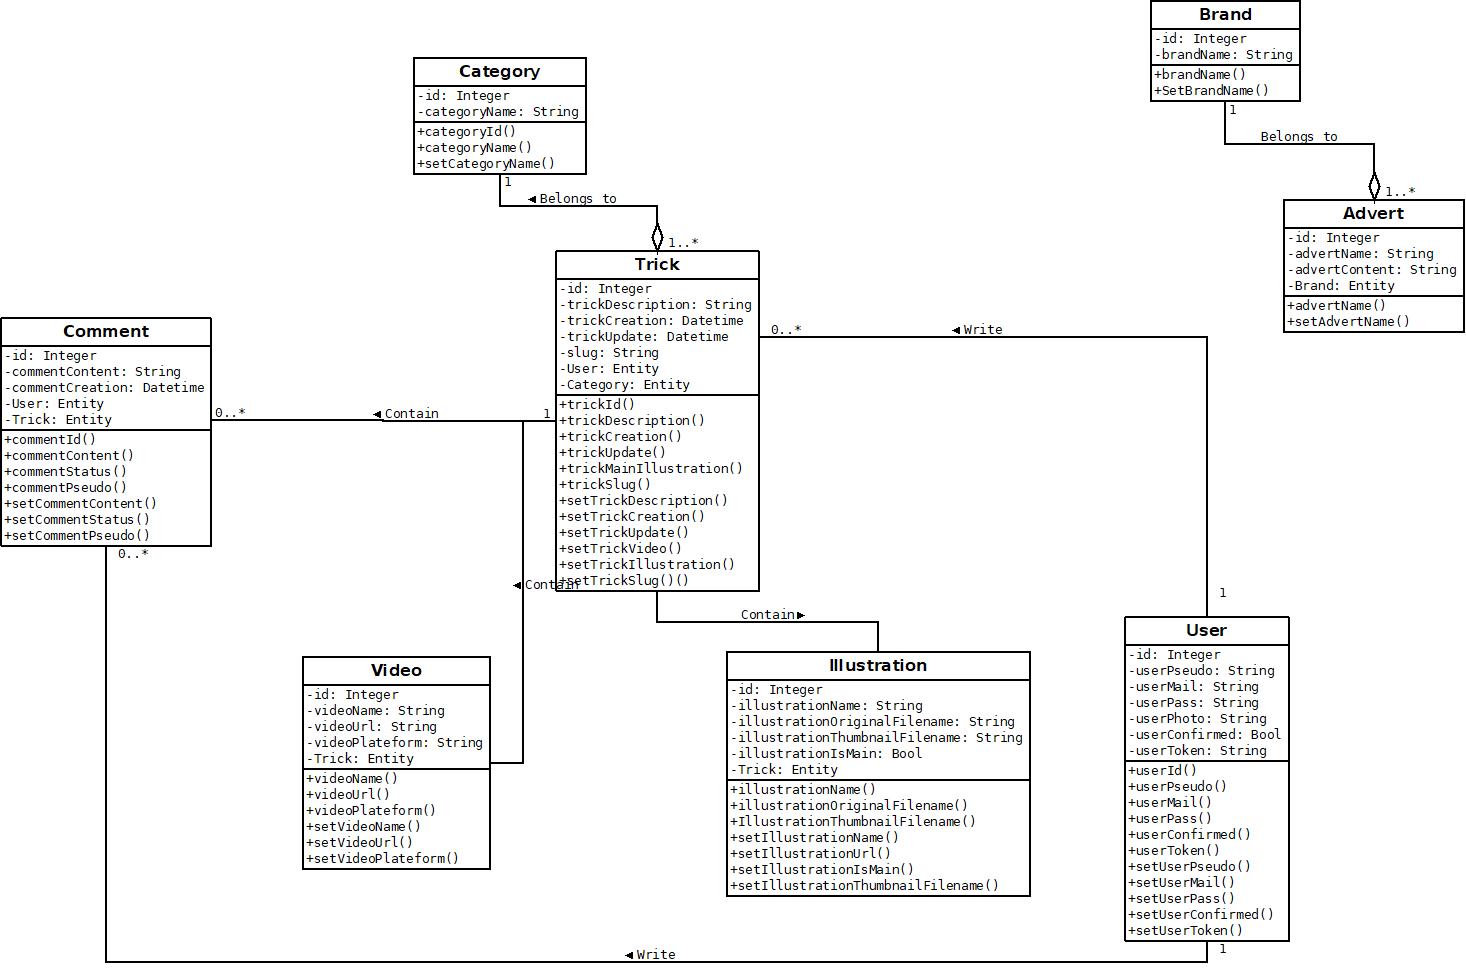 Brand
-id: Integer
-brandName: String
+brandName()
+SetBrandName()
1
Belongs to
1..*
Advert
-id: Integer
-advertName: String
-advertContent: String
-Brand: Entity
+advertName()
+setAdvertName()
Category
-id: Integer
-categoryName: String
+categoryId()
+categoryName()
+setCategoryName()
1
◄Belongs to
1..*
Trick
-id: Integer
-trickDescription: String
-trickCreation: Datetime
-trickUpdate: Datetime
-slug: String
-User: Entity
-Category: Entity
+trickId()
+trickDescription()
+trickCreation()
+trickUpdate()
+trickMainIllustration()
+trickSlug()
+setTrickDescription()
+setTrickCreation()
+setTrickUpdate()
+setTrickVideo()
+setTrickIllustration()
+setTrickSlug()()
0..*
◄Write
1
Comment
-id: Integer
-commentContent: String
-commentCreation: Datetime
-User: Entity
-Trick: Entity
+commentId()
+commentContent()
+commentStatus()
+commentPseudo()
+setCommentContent()
+setCommentStatus()
+setCommentPseudo()
0..*
◄Contain
1
0..*
◄Contain
Contain►
Video
-id: Integer
-videoName: String
-videoUrl: String
-videoPlateform: String
-Trick: Entity
+videoName()
+videoUrl()
+videoPlateform()
+setVideoName()
+setVideoUrl()
+setVideoPlateform()
Illustration
-id: Integer
-illustrationName: String
-illustrationOriginalFilename: String
-illustrationThumbnailFilename: String
-illustrationIsMain: Bool
-Trick: Entity
+illustrationName()
+illustrationOriginalFilename()
+IllustrationThumbnailFilename()
+setIllustrationName()
+setIllustrationUrl()
+setIllustrationIsMain()
+setIllustrationThumbnailFilename()
User
-id: Integer
-userPseudo: String
-userMail: String
-userPass: String
-userPhoto: String
-userConfirmed: Bool
-userToken: String
+userId()
+userPseudo()
+userMail()
+userPass()
+userConfirmed()
+userToken()
+setUserPseudo()
+setUserMail()
+setUserPass()
+setUserConfirmed()
+setUserToken()
1
◄Write